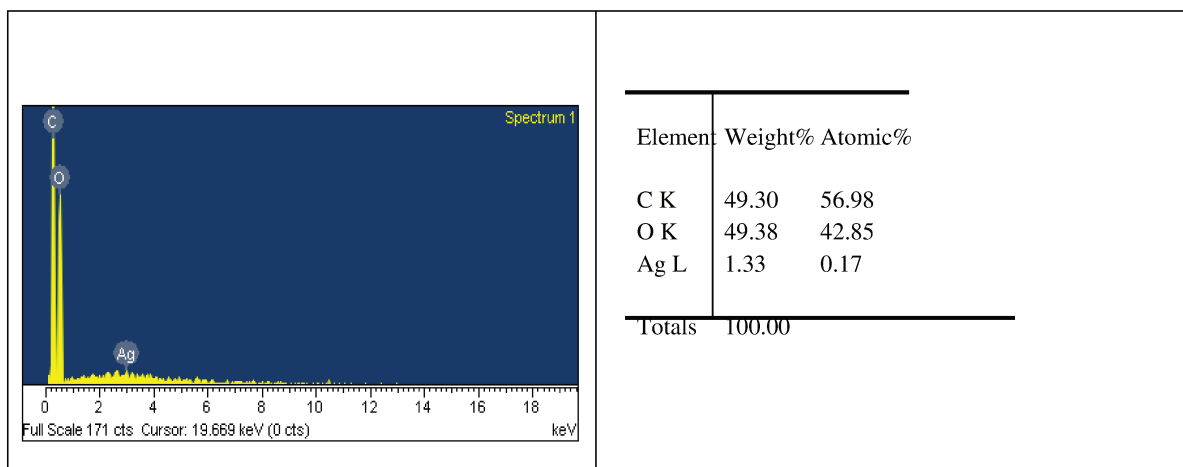 Spectrum 1
C
O
Ag
0 2 4 6 8 10 12 14 16 18
Full Scale 171 cts Cursor: 19.669 keV (0 cts) keV
Element Weight% Atomic%
C K 49.30 56.98
O K 49.38 42.85
Ag L 1.33 0.17
Totals 100.00